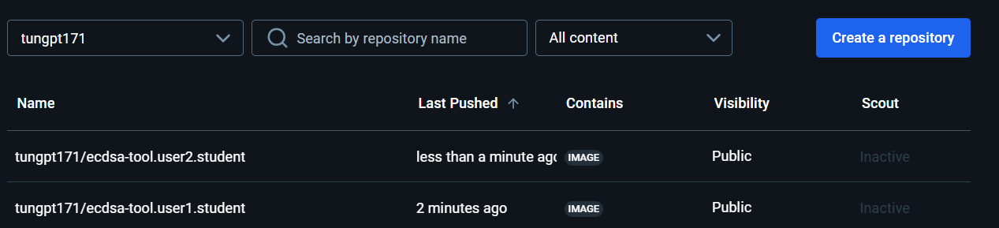 tungpt171 Search by repository name All content Create a repository
Name Last Pushed Contains Visibility Scout
tungpt171/ecdsa-tool.user2.student less than a minute ago IMAGE Public Inactive
tungpt171/ecdsa-tool.user1.student 2 minutes ago IMAGE Public Inactive